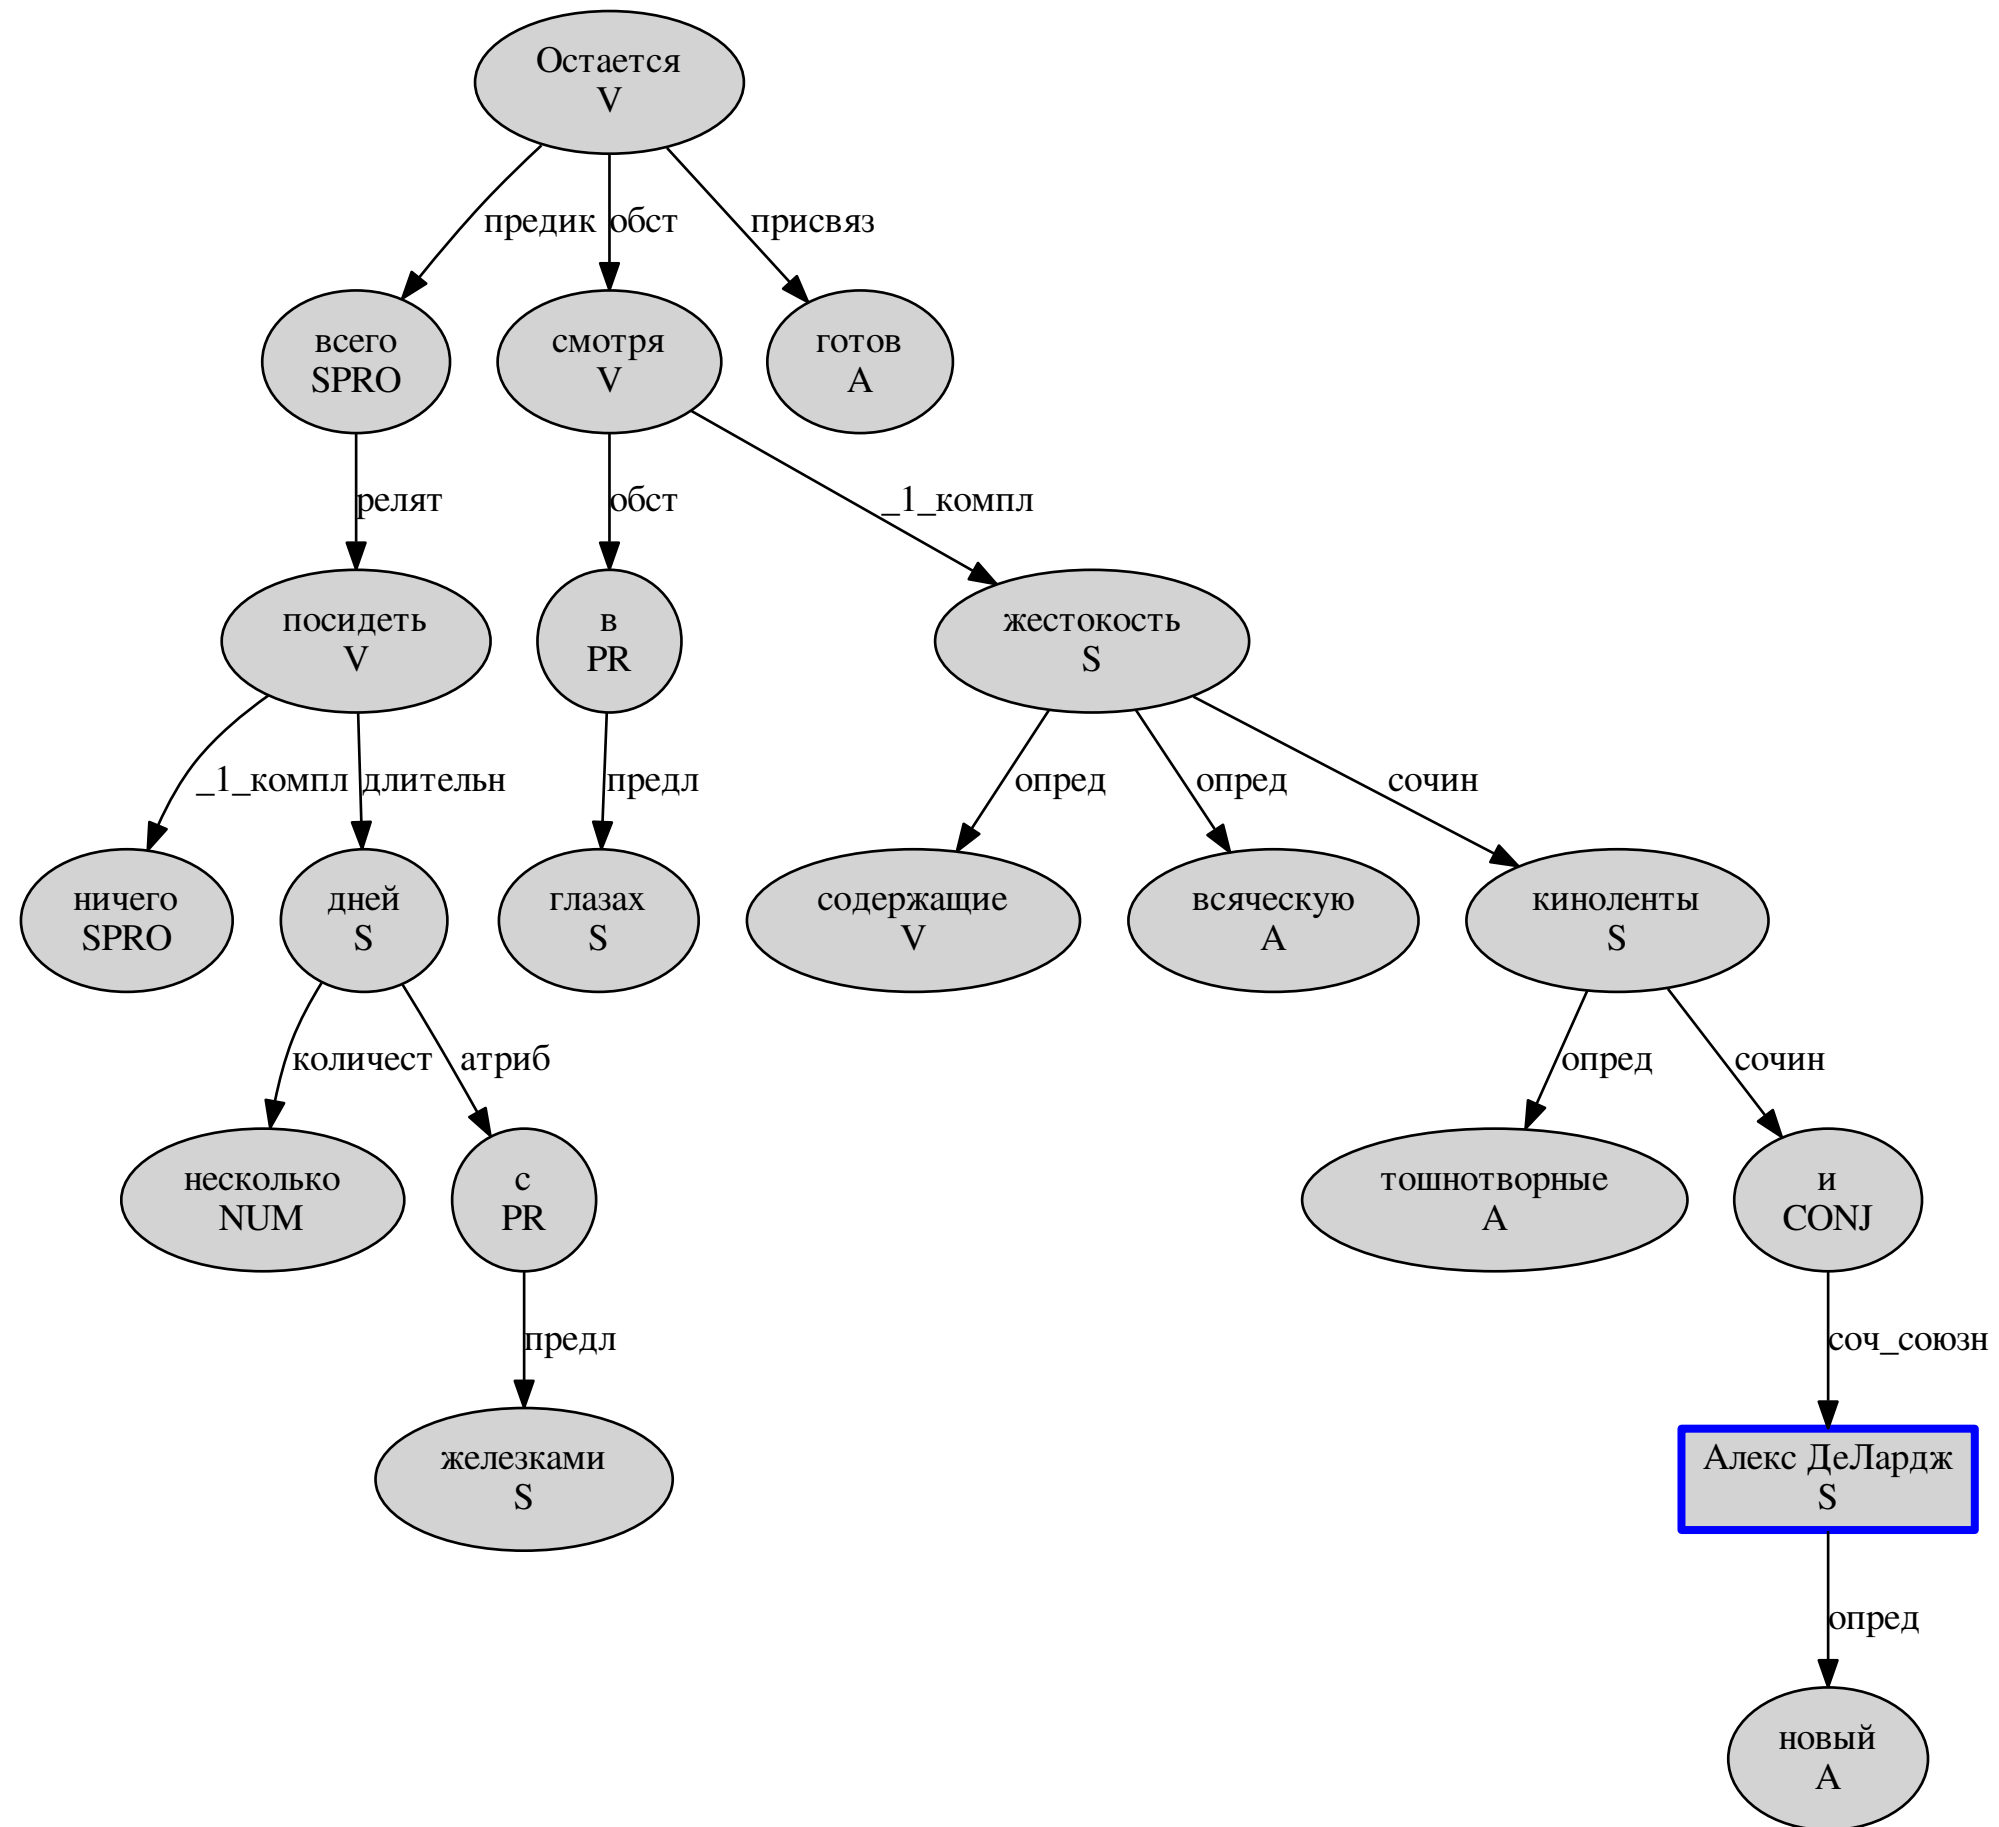 Остается
V
предик
обст
присвяз
всего
SPRO
смотря
V
готов
A
релят
обст
_1_компл
посидеть
V
в
PR
жестокость
S
_1_компл
длительн
предл
опред
опред
сочин
ничего
SPRO
дней
S
глазах
S
содержащие
V
всяческую
A
киноленты
S
количест
атриб
опред
сочин
несколько
NUM
с
PR
тошнотворные
A
и
CONJ
предл
соч_союзн
железками
S
Алекс ДеЛардж
S
опред
новый
A